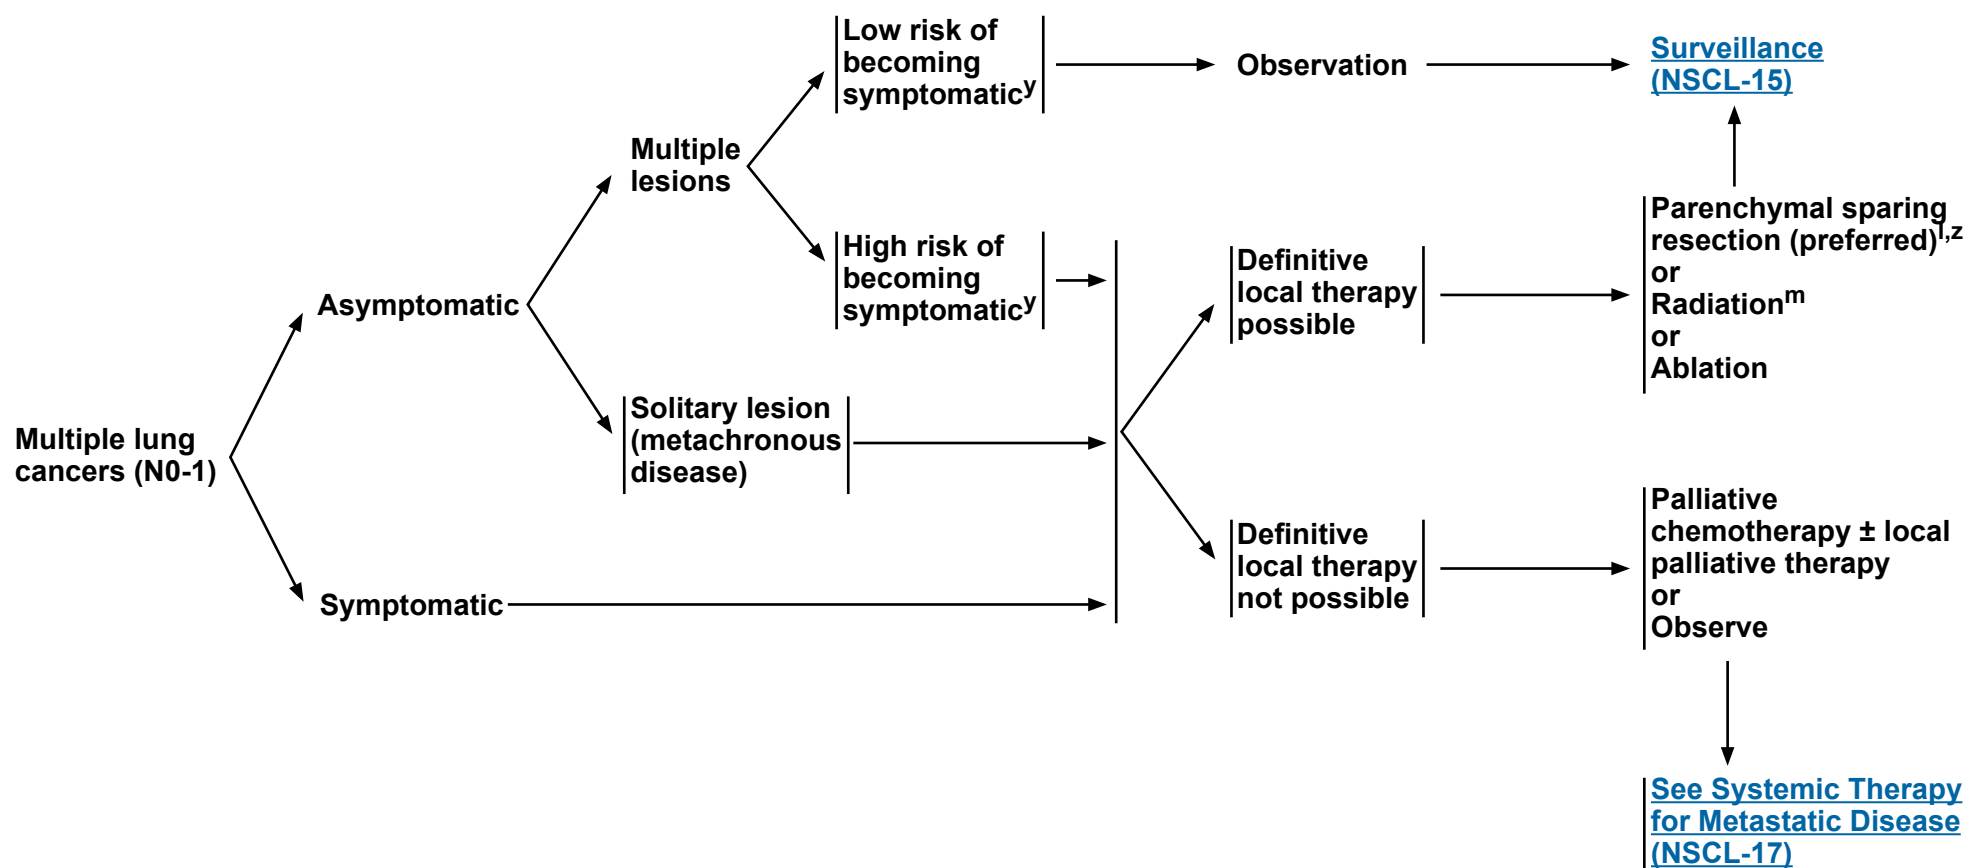 Multiple lung
cancers (N0-1)
Asymptomatic
Symptomatic
Multiple
lesions
Solitary lesion
(metachronous
disease)
Low risk of
becoming
symptomaticʸ
High risk of
becoming
symptomaticʸ
Observation
Definitive
local therapy
possible
Definitive
local therapy
not possible
Surveillance
(NSCL-15)
Parenchymal sparing
resection (preferred)ˡ,ᶻ
or
Radiationᵐ
or
Ablation
Palliative
chemotherapy ± local
palliative therapy
or
Observe
See Systemic Therapy
for Metastatic Disease
(NSCL-17)